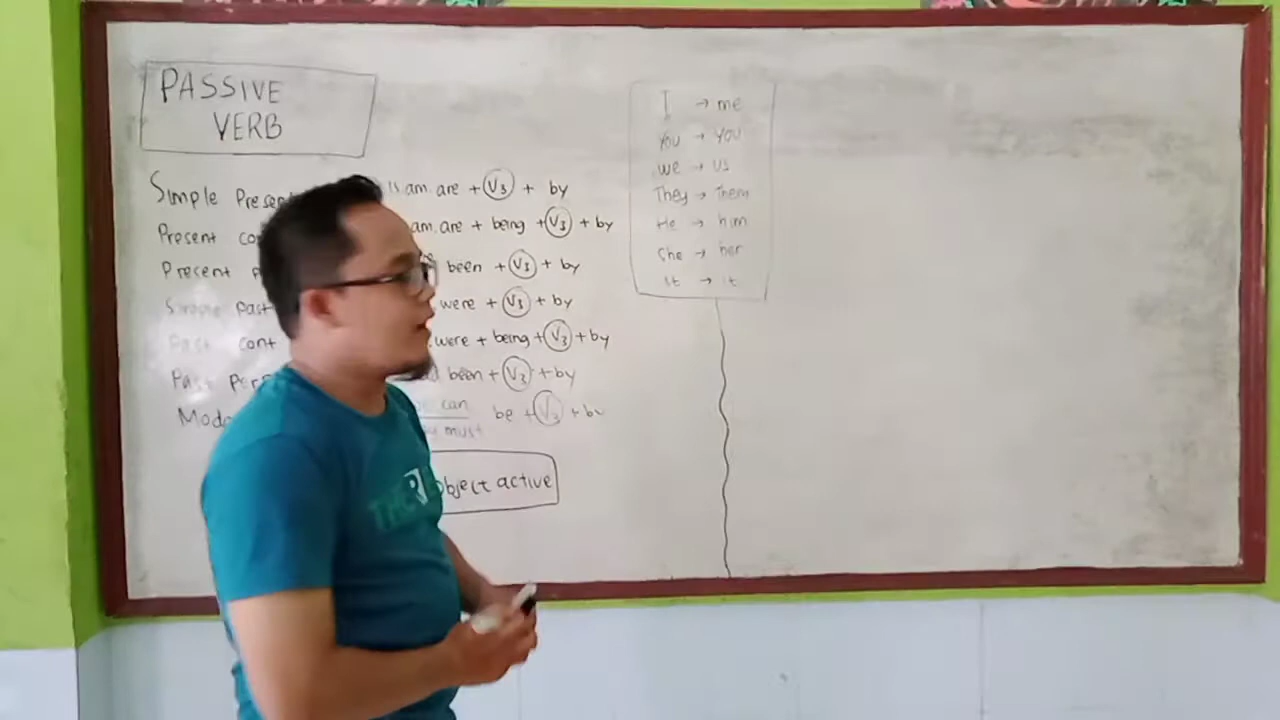 PASSIVE
VERB
Simple Present is am are + V3 + by
Present am are + being + V3 + by
Present been + V3 + by
Simple past were + V3 + by
Past cont were + being + V3 + by
Past been + V3 + by
can be + V3 + by
must
object active
I → me
You → You
we → us
They → Them
He → him
She → her
It → it